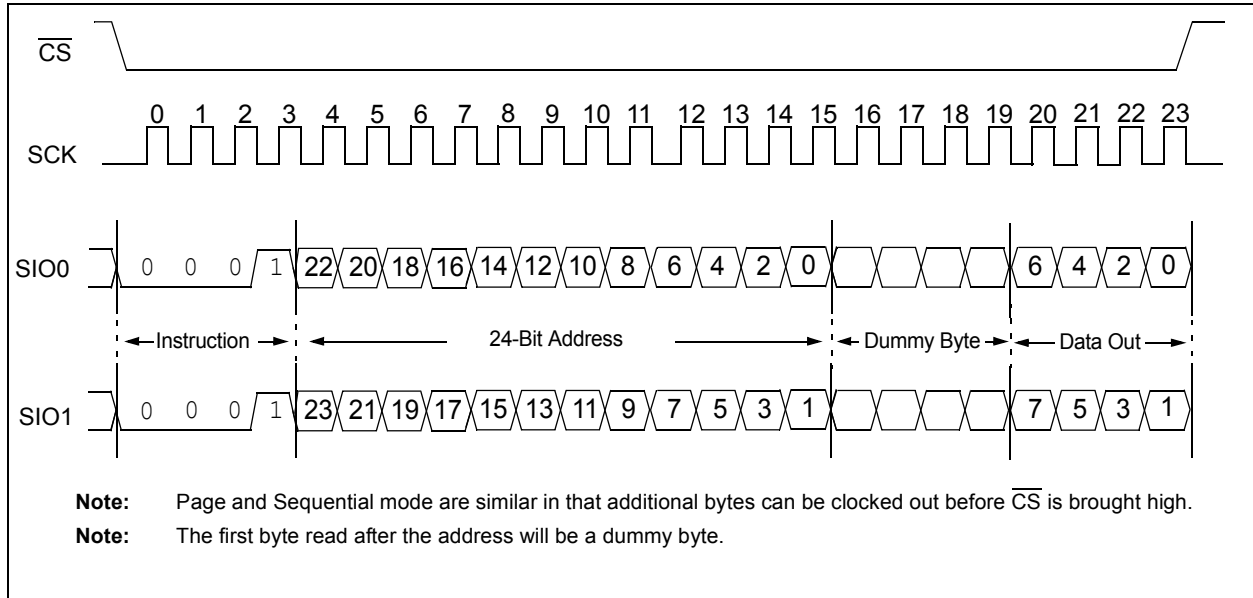 CS
0 1 2 3 4 5 6 7 8 9 10 11 12 13 14 15 16 17 18 19 20 21 22 23
SCK
SIO0 0 0 0 1 22 20 18 16 14 12 10 8 6 4 2 0 6 4 2 0
Instruction 24-Bit Address Dummy Byte Data Out
SIO1 0 0 0 1 23 21 19 17 15 13 11 9 7 5 3 1 7 5 3 1
Note: Page and Sequential mode are similar in that additional bytes can be clocked out before CS is brought high.
Note: The first byte read after the address will be a dummy byte.